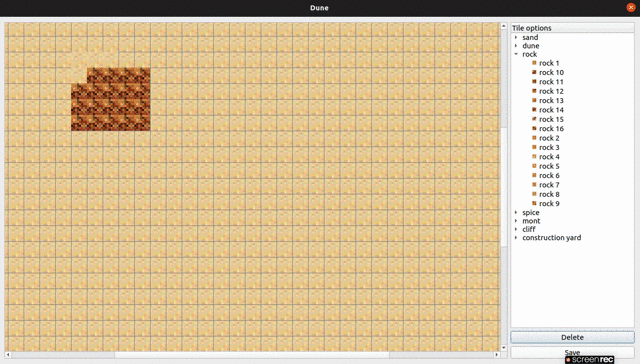 Dune
Tile options
sand
dune
rock
rock 1
rock 10
rock 11
rock 12
rock 13
rock 14
rock 15
rock 16
rock 2
rock 3
rock 4
rock 5
rock 6
rock 7
rock 8
rock 9
spice
mont
cliff
construction yard
Delete
Save
screenrec